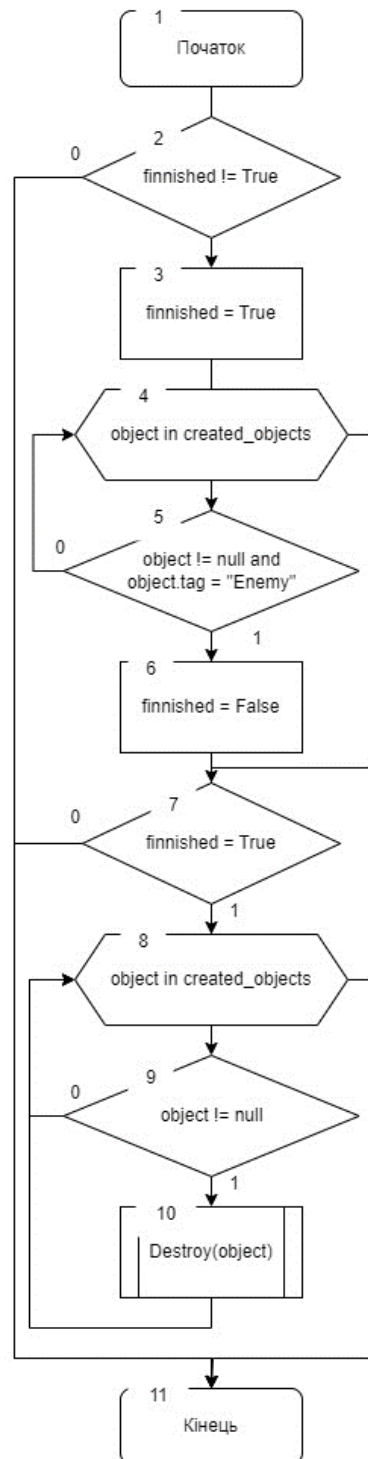 1
Початок
2
0
finnished != True
3
finnished = True
4
object in created_objects
5
0
object != null and
object.tag = "Enemy"
1
6
finnished = False
7
0
finnished = True
1
8
object in created_objects
9
0
object != null
1
10
Destroy(object)
11
Кінець